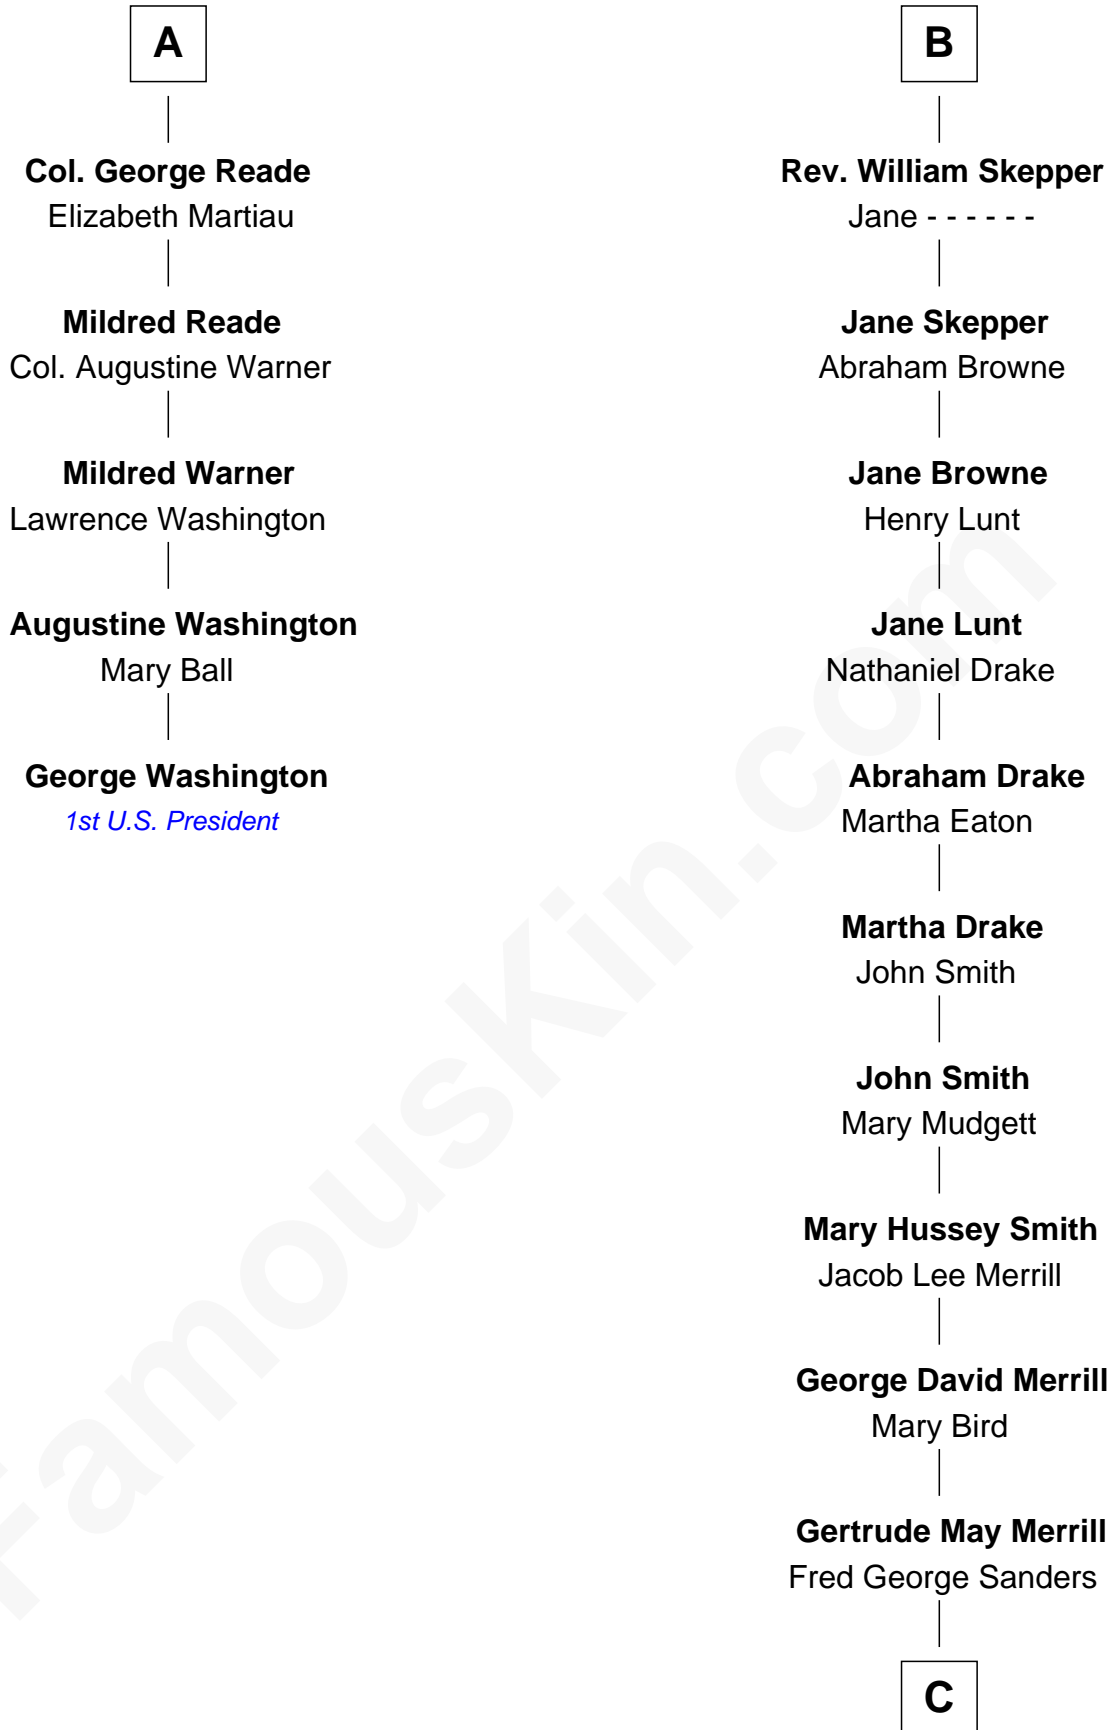 A
Col. George Reade
Elizabeth Martiau
Mildred Reade
Col. Augustine Warner
Mildred Warner
Lawrence Washington
Augustine Washington
Mary Ball
George Washington
1st U.S. President
B
Rev. William Skepper
Jane - - - - - -
Jane Skepper
Abraham Browne
Jane Browne
Henry Lunt
Jane Lunt
Nathaniel Drake
Abraham Drake
Martha Eaton
Martha Drake
John Smith
John Smith
Mary Mudgett
Mary Hussey Smith
Jacob Lee Merrill
George David Merrill
Mary Bird
Gertrude May Merrill
Fred George Sanders
C
FamousKin.com